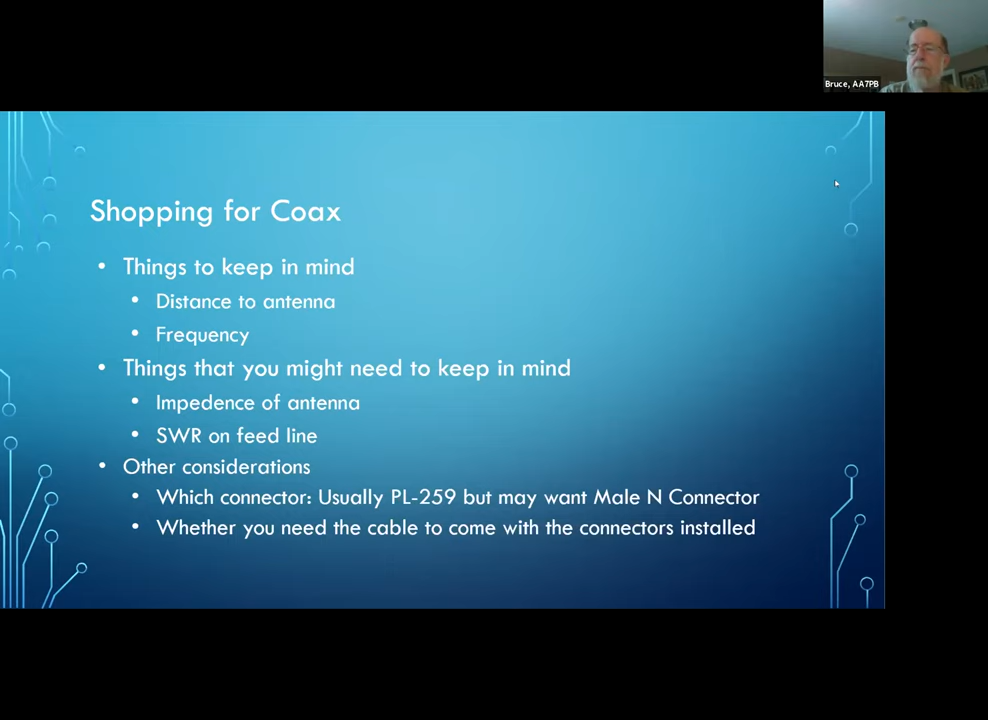 Bruce, AA7PB
Shopping for Coax
• Things to keep in mind
• Distance to antenna
• Frequency
• Things that you might need to keep in mind
• Impedence of antenna
• SWR on feed line
• Other considerations
• Which connector: Usually PL-259 but may want Male N Connector
• Whether you need the cable to come with the connectors installed